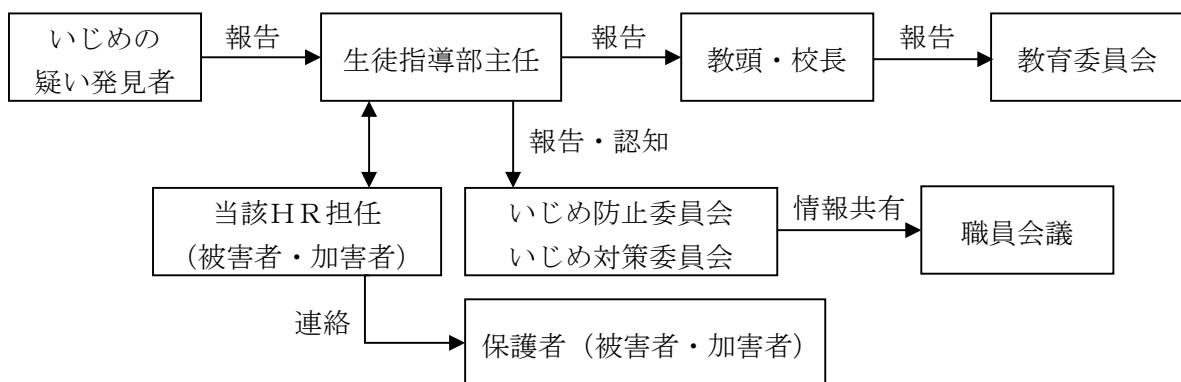 いじめの
疑い発見者
報告
生徒指導部主任
報告
教頭・校長
報告
教育委員会
報告・認知
当該ＨＲ担任
（被害者・加害者）
いじめ防止委員会
いじめ対策委員会
情報共有
職員会議
連絡
保護者（被害者・加害者）